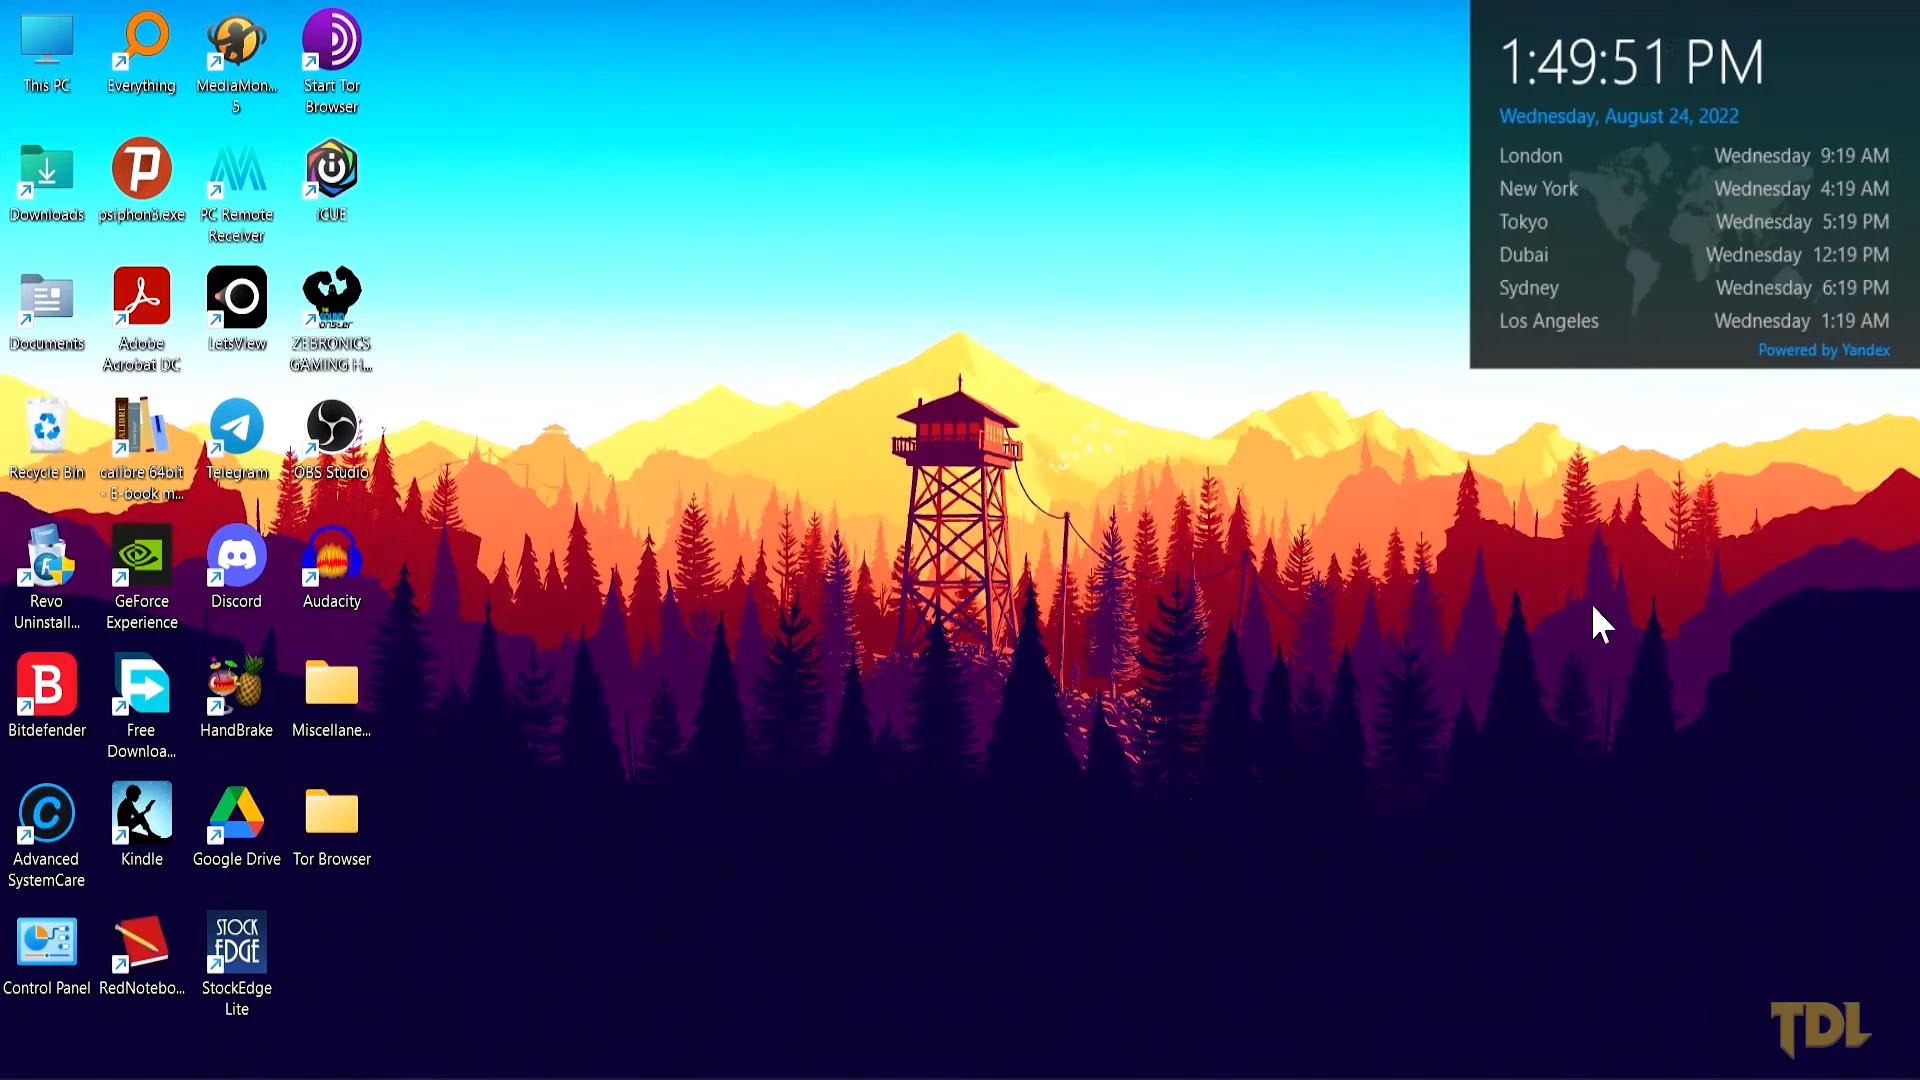 This PC
Everything
MediaMon...
5
Start Tor
Browser
Downloads
psiphon3.exe
PC Remote
Receiver
iCUE
Documents
Adobe
Acrobat DC
LetsView
THE
SOUND
monster
ZEBRONICS
GAMING H...
Recycle Bin
CALIBRE
calibre 64bit
- E-book m...
Telegram
OBS Studio
Revo
Uninstall...
GeForce
Experience
Discord
Audacity
B
Bitdefender
Free
Downloa...
HandBrake
Miscellane...
C
Advanced
SystemCare
Kindle
Google Drive
Tor Browser
Control Panel
RedNotebo...
STOCK
EDGE
StockEdge
Lite
1:49:51 PM
Wednesday, August 24, 2022
London Wednesday 9:19 AM
New York Wednesday 4:19 AM
Tokyo Wednesday 5:19 PM
Dubai Wednesday 12:19 PM
Sydney Wednesday 6:19 PM
Los Angeles Wednesday 1:19 AM
Powered by Yandex
TDL